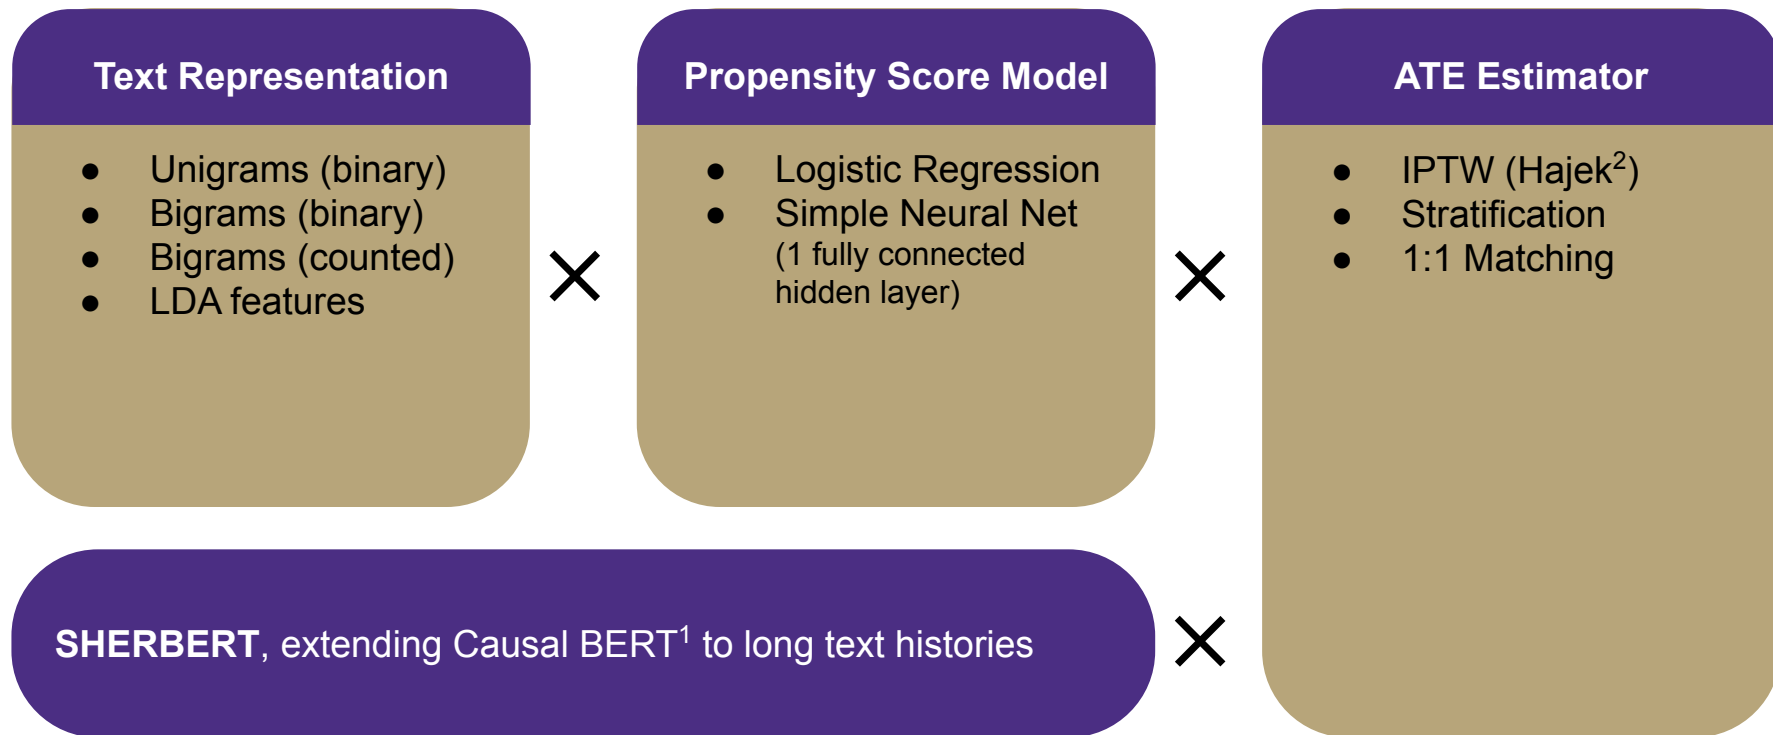 Text Representation
● Unigrams (binary)
● Bigrams (binary)
● Bigrams (counted)
● LDA features
×
Propensity Score Model
● Logistic Regression
● Simple Neural Net
(1 fully connected
hidden layer)
×
ATE Estimator
● IPTW (Hajek²)
● Stratification
● 1:1 Matching
SHERBERT, extending Causal BERT¹ to long text histories
×